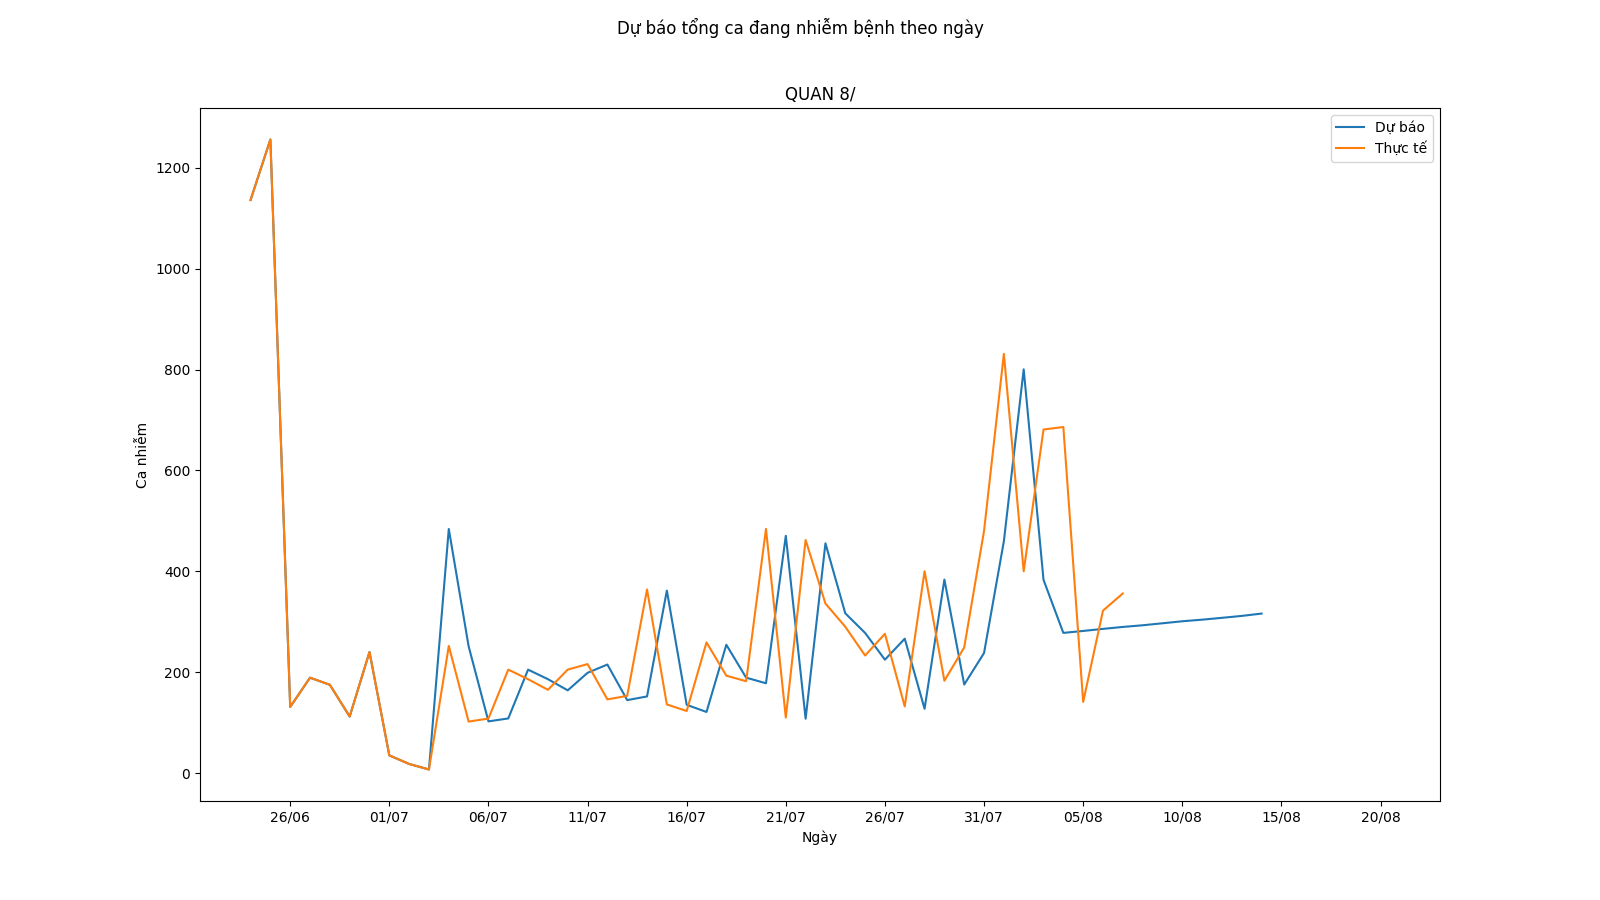 Dự báo tổng ca đang nhiễm bệnh theo ngày
QUAN 8/
Dự báo
Thực tế
1200
1000
800
600
400
200
0
Ca nhiễm
26/06 01/07 06/07 11/07 16/07 21/07 26/07 31/07 05/08 10/08 15/08 20/08
Ngày